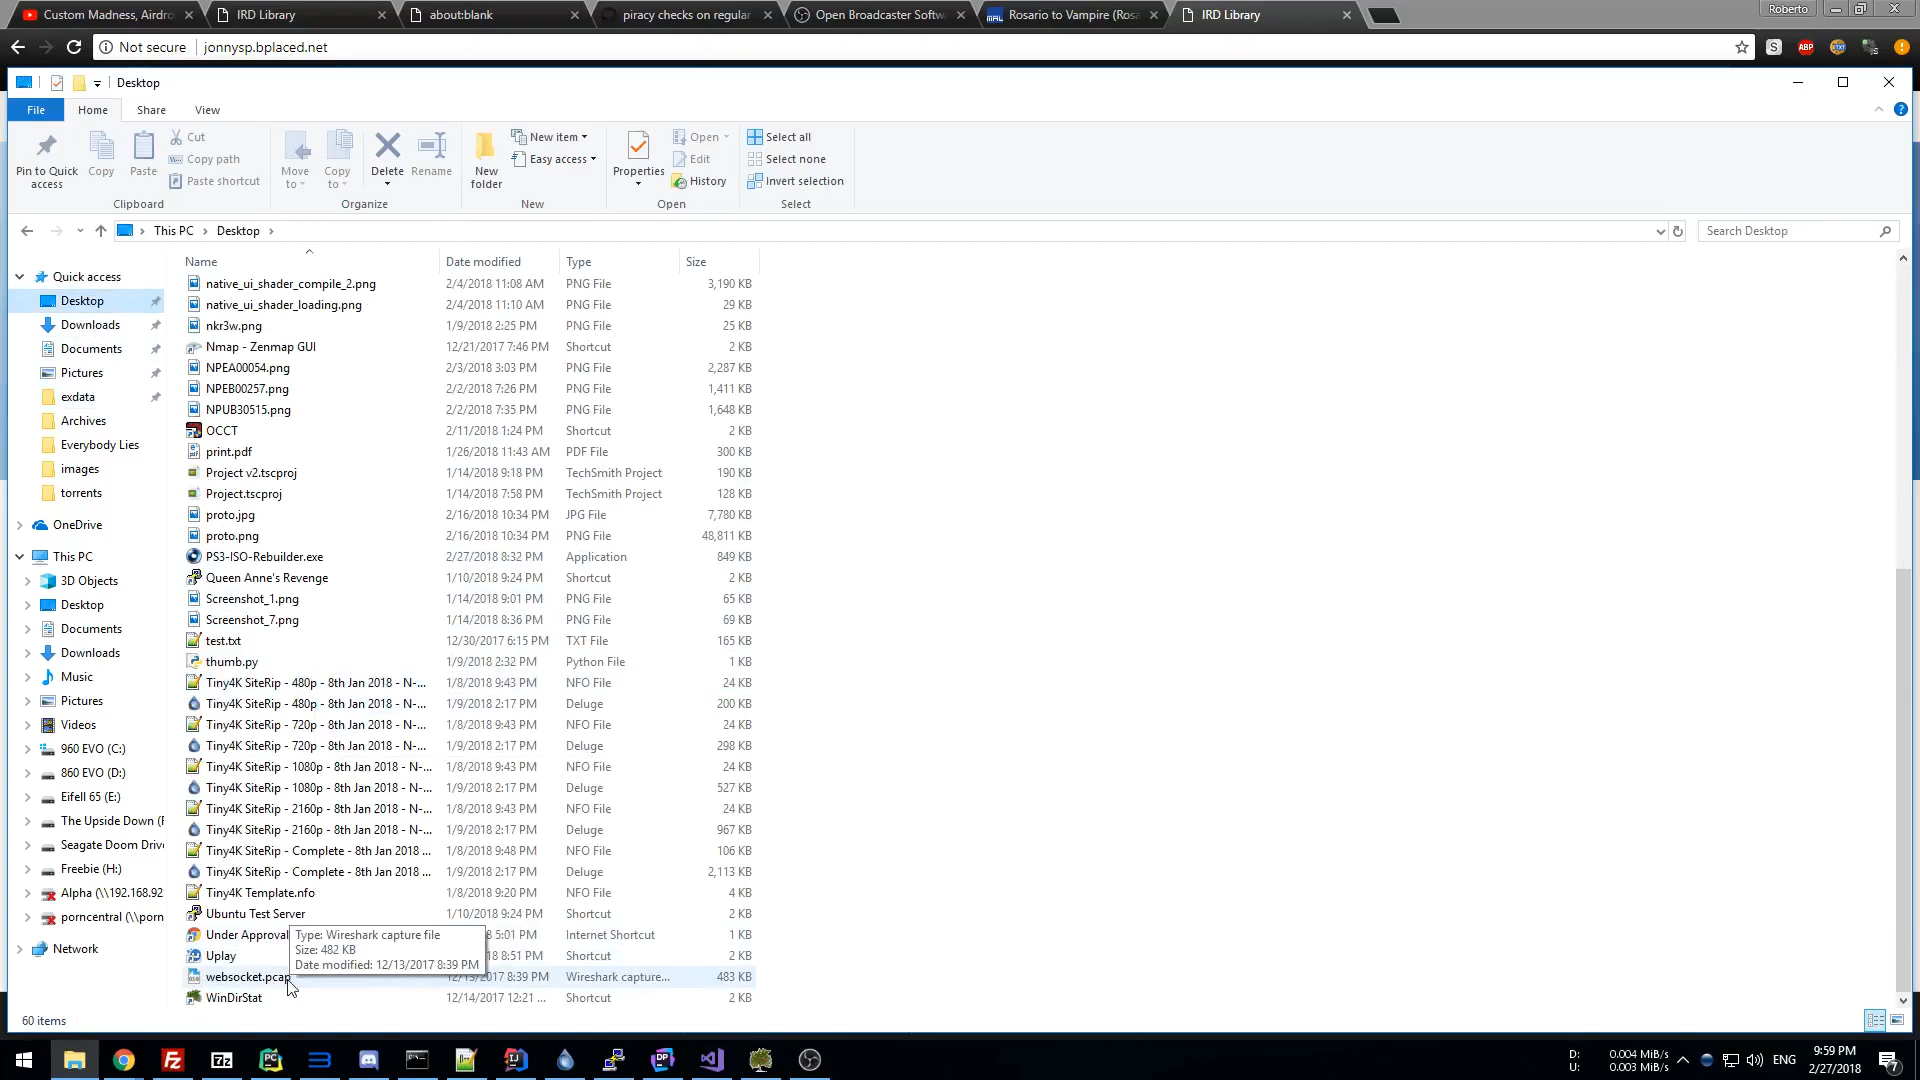 Custom Madness, Airdro
IRD Library
about:blank
piracy checks on regular
Open Broadcaster Softwa
Rosario to Vampire (Rosa
IRD Library
Roberto
Not secure
jonnysp.bplaced.net
Desktop
File
Home
Share
View
Pin to Quick access
Copy
Paste
Cut
Copy path
Paste shortcut
Move to
Copy to
Delete
Rename
New folder
New item
Easy access
Properties
Open
Edit
History
Select all
Select none
Invert selection
Clipboard
Organize
New
Open
Select
This PC
Desktop
Search Desktop
Quick access
Desktop
Downloads
Documents
Pictures
exdata
Archives
Everybody Lies
images
torrents
OneDrive
This PC
3D Objects
Desktop
Documents
Downloads
Music
Pictures
Videos
960 EVO (C:)
860 EVO (D:)
Eifell 65 (E:)
The Upside Down (F
Seagate Doom Drive
Freebie (H:)
Alpha (\\192.168.92
porncentral (\\porn
Network
Name Date modified Type Size
native_ui_shader_compile_2.png 2/4/2018 11:08 AM PNG File 3,190 KB
native_ui_shader_loading.png 2/4/2018 11:10 AM PNG File 29 KB
nkr3w.png 1/9/2018 2:25 PM PNG File 25 KB
Nmap - Zenmap GUI 12/21/2017 7:46 PM Shortcut 2 KB
NPEA00054.png 2/3/2018 3:03 PM PNG File 2,287 KB
NPEB00257.png 2/2/2018 7:26 PM PNG File 1,411 KB
NPUB30515.png 2/2/2018 7:35 PM PNG File 1,648 KB
OCCT 2/11/2018 1:24 PM Shortcut 2 KB
print.pdf 1/26/2018 11:43 AM PDF File 300 KB
Project v2.tscproj 1/14/2018 9:18 PM TechSmith Project 190 KB
Project.tscproj 1/14/2018 7:58 PM TechSmith Project 128 KB
proto.jpg 2/16/2018 10:34 PM JPG File 7,780 KB
proto.png 2/16/2018 10:34 PM PNG File 48,811 KB
PS3-ISO-Rebuilder.exe 2/27/2018 8:32 PM Application 849 KB
Queen Anne's Revenge 1/10/2018 9:24 PM Shortcut 2 KB
Screenshot_1.png 1/14/2018 9:01 PM PNG File 65 KB
Screenshot_7.png 1/14/2018 8:36 PM PNG File 69 KB
test.txt 12/30/2017 6:15 PM TXT File 165 KB
thumb.py 1/9/2018 2:32 PM Python File 1 KB
Tiny4K SiteRip - 480p - 8th Jan 2018 - N-... 1/8/2018 9:43 PM NFO File 24 KB
Tiny4K SiteRip - 480p - 8th Jan 2018 - N-... 1/9/2018 2:17 PM Deluge 200 KB
Tiny4K SiteRip - 720p - 8th Jan 2018 - N-... 1/8/2018 9:43 PM NFO File 24 KB
Tiny4K SiteRip - 720p - 8th Jan 2018 - N-... 1/9/2018 2:17 PM Deluge 298 KB
Tiny4K SiteRip - 1080p - 8th Jan 2018 - N-... 1/8/2018 9:43 PM NFO File 24 KB
Tiny4K SiteRip - 1080p - 8th Jan 2018 - N-... 1/9/2018 2:17 PM Deluge 527 KB
Tiny4K SiteRip - 2160p - 8th Jan 2018 - N-... 1/8/2018 9:43 PM NFO File 24 KB
Tiny4K SiteRip - 2160p - 8th Jan 2018 - N-... 1/9/2018 2:17 PM Deluge 967 KB
Tiny4K SiteRip - Complete - 8th Jan 2018 ... 1/8/2018 9:48 PM NFO File 106 KB
Tiny4K SiteRip - Complete - 8th Jan 2018 ... 1/9/2018 2:17 PM Deluge 2,113 KB
Tiny4K Template.nfo 1/8/2018 9:20 PM NFO File 4 KB
Ubuntu Test Server 1/10/2018 9:24 PM Shortcut 2 KB
Under Approval 8 5:01 PM Internet Shortcut 1 KB
Uplay 8 8:51 PM Shortcut 2 KB
websocket.pcap 12/13/2017 8:39 PM Wireshark capture... 483 KB
WinDirStat 12/14/2017 12:21 ... Shortcut 2 KB
Type: Wireshark capture file
Size: 482 KB
Date modified: 12/13/2017 8:39 PM
60 items
D: 0.004 MiB/s
U: 0.003 MiB/s
ENG
9:59 PM
2/27/2018
7